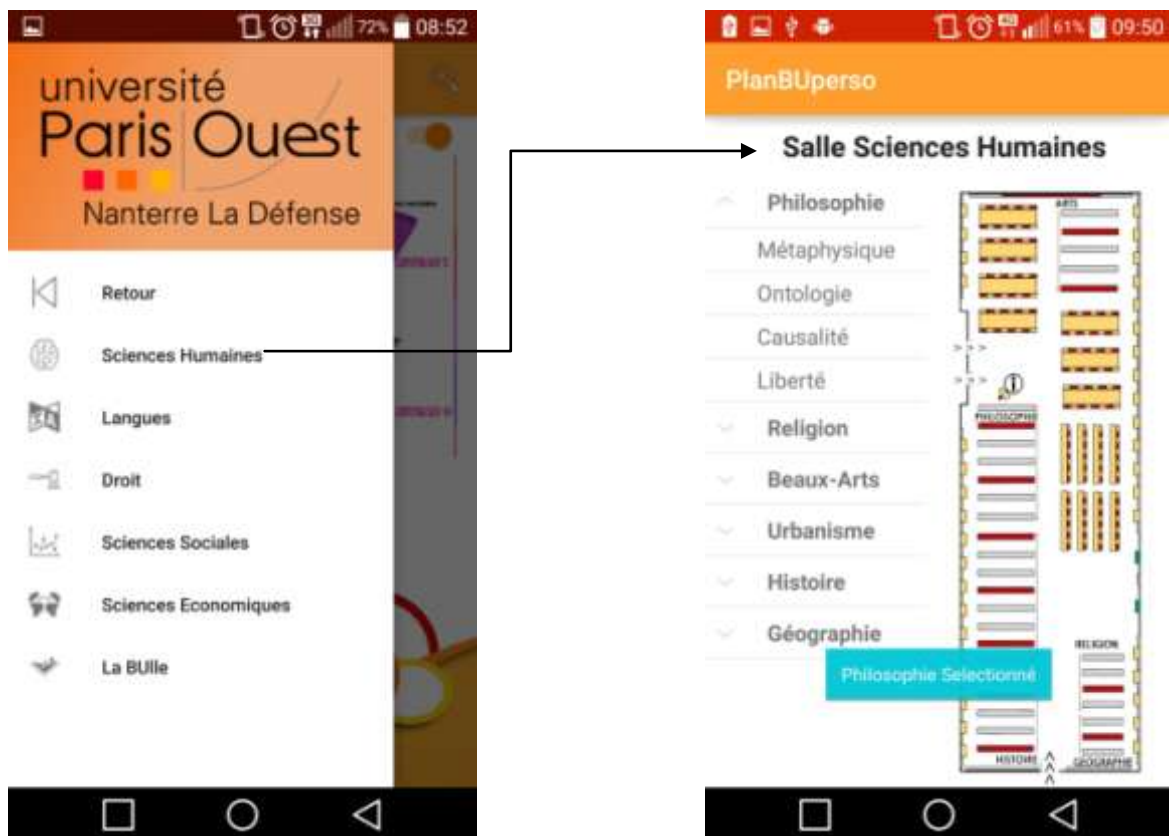 72% 08:52
université
Paris Ouest
Nanterre La Défense
Retour
Sciences Humaines
Langues
Droit
Sciences Sociales
Sciences Economiques
La BUlle
61% 09:50
PlanBUperso
Salle Sciences Humaines
Philosophie
Métaphysique
Ontologie
Causalité
Liberté
Religion
Beaux-Arts
Urbanisme
Histoire
Géographie
Philosophie Selectionné
ARTS
> > >
> > >
PHILOSOPHIE
RELIGION
HISTOIRE
GEOGRAPHIE